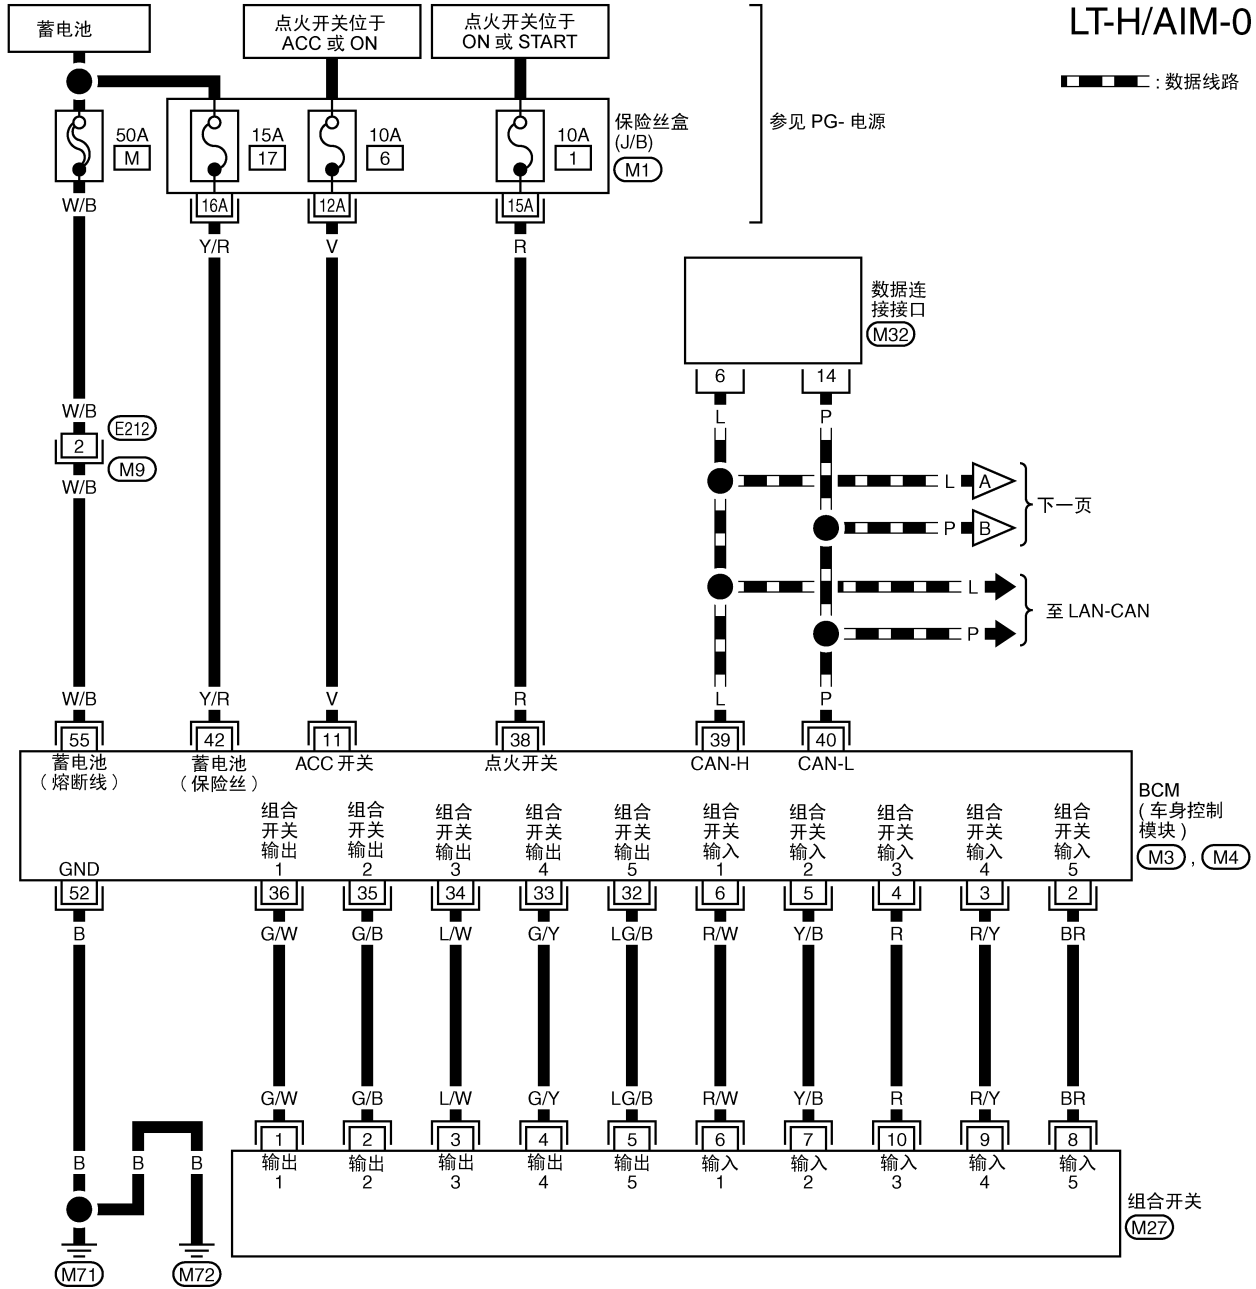 LT-H/AIM-0
蓄电池
点火开关位于
ACC 或 ON
点火开关位于
ON 或 START
: 数据线路
50A
M
15A
17
10A
6
10A
1
保险丝盒
(J/B)
M1
参见 PG- 电源
W/B
16A
12A
15A
Y/R
V
R
数据连
接接口
M32
6
14
L
P
W/B
E212
2
M9
W/B
L
A
P
B
下一页
L
P
至 LAN-CAN
W/B
Y/R
V
R
L
P
55
42
11
38
39
40
蓄电池
(熔断线)
蓄电池
(保险丝)
ACC 开关
点火开关
CAN-H
CAN-L
BCM
(车身控制
模块)
M3 , M4
组合
开关
输出
1
组合
开关
输出
2
组合
开关
输出
3
组合
开关
输出
4
组合
开关
输出
5
组合
开关
输入
1
组合
开关
输入
2
组合
开关
输入
3
组合
开关
输入
4
组合
开关
输入
5
GND
52
36
35
34
33
32
6
5
4
3
2
B
G/W
G/B
L/W
G/Y
LG/B
R/W
Y/B
R
R/Y
BR
G/W
G/B
L/W
G/Y
LG/B
R/W
Y/B
R
R/Y
BR
1
2
3
4
5
6
7
10
9
8
B
B
B
输出
1
输出
2
输出
3
输出
4
输出
5
输入
1
输入
2
输入
3
输入
4
输入
5
组合开关
M27
M71
M72